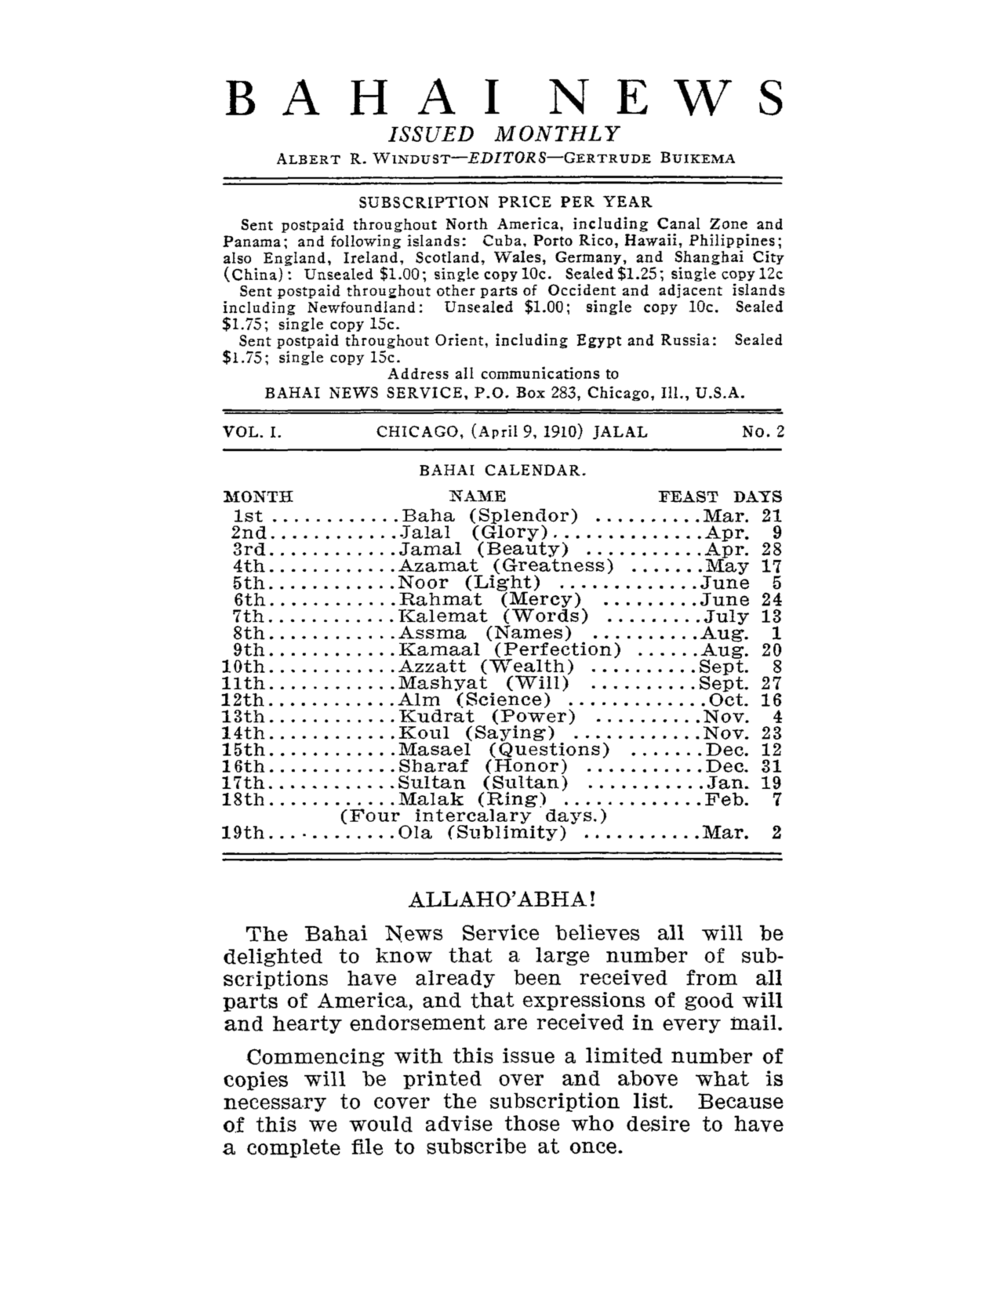 BAHAI NEWS
ISSUED MONTHLY
ALBERT R. WINDUST—EDITORS—GERTRUDE BUIKEMA
SUBSCRIPTION PRICE PER YEAR
Sent postpaid throughout North America, including Canal Zone and
Panama; and following islands: Cuba, Porto Rico, Hawaii, Philippines;
also England, Ireland, Scotland, Wales, Germany, and Shanghai City
(China): Unsealed $1.00; single copy 10c. Sealed $1.25; single copy 12c
Sent postpaid throughout other parts of Occident and adjacent islands
including Newfoundland: Unsealed $1.00; single copy 10c. Sealed
$1.75; single copy 15c.
Sent postpaid throughout Orient, including Egypt and Russia: Sealed
$1.75; single copy 15c.
Address all communications to
BAHAI NEWS SERVICE, P.O. Box 283, Chicago, Ill., U.S.A.
VOL. I. CHICAGO, (April 9, 1910) JALAL No. 2
BAHAI CALENDAR.
MONTH NAME FEAST DAYS
1st ............Baha (Splendor) ..........Mar. 21
2nd............Jalal (Glory)..............Apr. 9
3rd............Jamal (Beauty) ...........Apr. 28
4th............Azamat (Greatness) .......May 17
5th............Noor (Light) .............June 5
6th............Rahmat (Mercy) .........June 24
7th............Kalemat (Words) .........July 13
8th............Assma (Names) ..........Aug. 1
9th............Kamaal (Perfection) ......Aug. 20
10th............Azzatt (Wealth) ..........Sept. 8
11th............Mashyat (Will) ..........Sept. 27
12th............Alm (Science) .............Oct. 16
13th............Kudrat (Power) ..........Nov. 4
14th............Koul (Saying) ............Nov. 23
15th............Masael (Questions) .......Dec. 12
16th............Sharaf (Honor) ...........Dec. 31
17th............Sultan (Sultan) ...........Jan. 19
18th............Malak (Ring) .............Feb. 7
(Four intercalary days.)
19th............Ola (Sublimity) ...........Mar. 2
ALLAHO'ABHA!
The Bahai News Service believes all will be
delighted to know that a large number of sub-
scriptions have already been received from all
parts of America, and that expressions of good will
and hearty endorsement are received in every mail.
Commencing with this issue a limited number of
copies will be printed over and above what is
necessary to cover the subscription list. Because
of this we would advise those who desire to have
a complete file to subscribe at once.